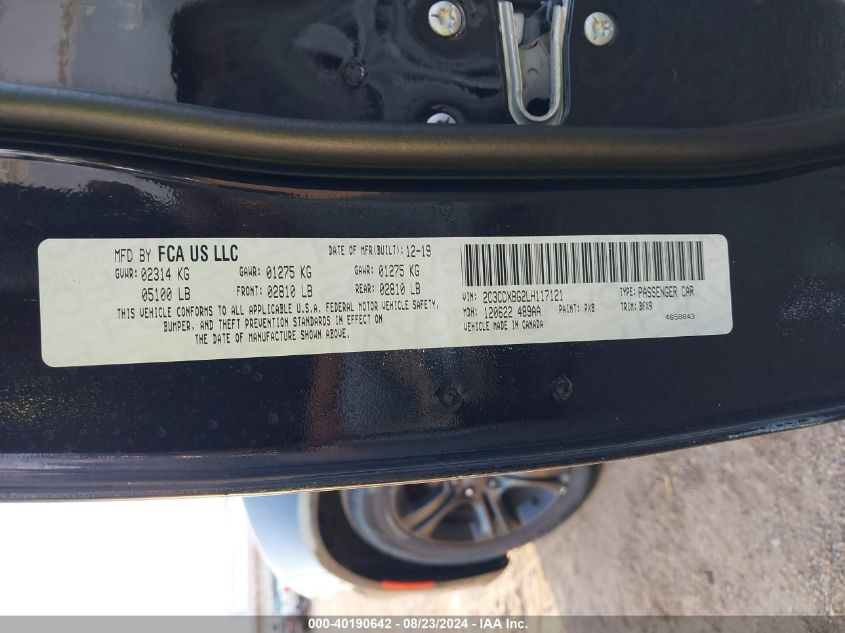 MFD BY FCA US LLC DATE OF MFR(BUILT): 12-19
GVWR: 02314 KG GAWR: 01275 KG GAWR: 01275 KG
05100 LB FRONT: 02810 LB REAR: 02810 LB
THIS VEHICLE CONFORMS TO ALL APPLICABLE U.S.A. FEDERAL MOTOR VEHICLE SAFETY,
BUMPER, AND THEFT PREVENTION STANDARDS IN EFFECT ON
THE DATE OF MANUFACTURE SHOWN ABOVE.
VIN: 2C3CDXBG2LH117121 TYPE: PASSENGER CAR
MDH: 120622 489AA PAINT: PX8 TRIM: BFX9
VEHICLE MADE IN CANADA 4658843
000-40190642 - 08/23/2024 - IAA Inc.